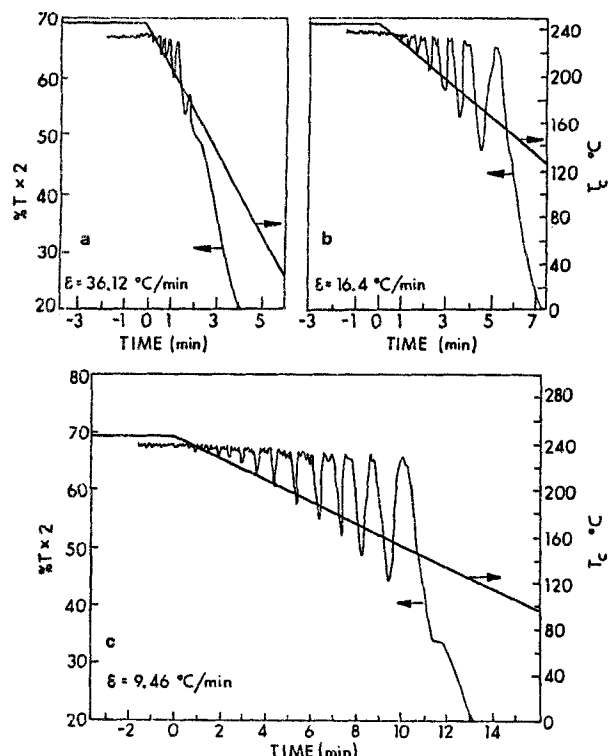 70
60
50
40
30
20
%T × 2
a
δ = 36.12 °C/min
-3 -1 0 1 3 5
TIME (min)
b
δ = 16.4 °C/min
240
200
160
120
80
40
0
Tc °C
-3 -1 0 1 3 5 7
TIME (min)
80
70
60
50
40
30
20
%T × 2
c
δ = 9.46 °C/min
280
240
200
160
120
80
40
0
Tc °C
-2 0 2 4 6 8 10 12 14
TIME (min)